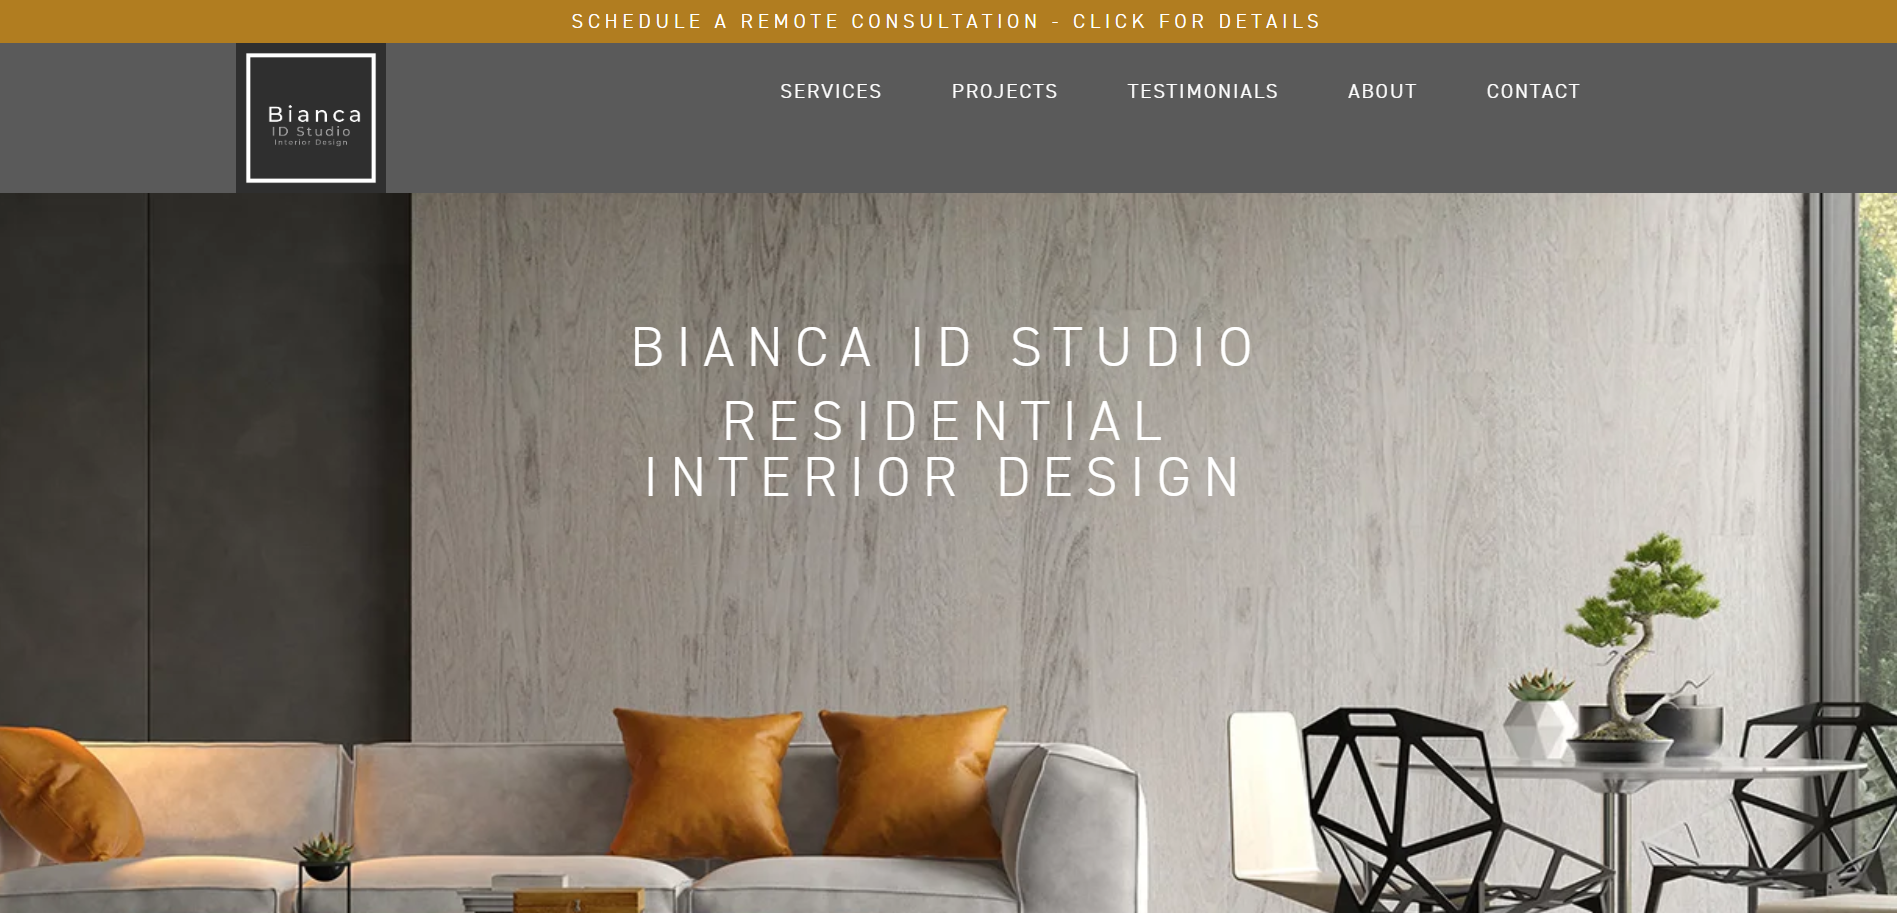 SCHEDULE A REMOTE CONSULTATION - CLICK FOR DETAILS
Bianca
ID Studio
Interior Design
SERVICES PROJECTS TESTIMONIALS ABOUT CONTACT
BIANCA ID STUDIO
RESIDENTIAL
INTERIOR DESIGN